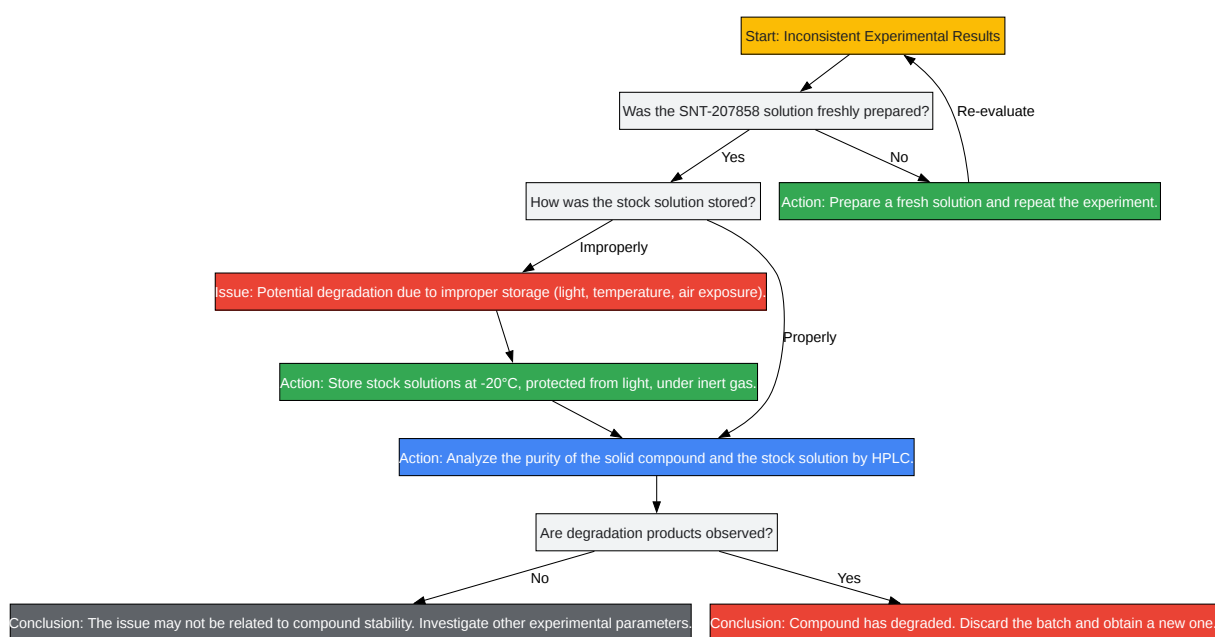 Start: Inconsistent Experimental Results
Was the SNT-207858 solution freshly prepared?
Re-evaluate
Yes
No
How was the stock solution stored?
Action: Prepare a fresh solution and repeat the experiment.
Improperly
Issue: Potential degradation due to improper storage (light, temperature, air exposure).
Properly
Action: Store stock solutions at -20°C, protected from light, under inert gas.
Action: Analyze the purity of the solid compound and the stock solution by HPLC.
Are degradation products observed?
No
Yes
Conclusion: The issue may not be related to compound stability. Investigate other experimental parameters.
Conclusion: Compound has degraded. Discard the batch and obtain a new one.